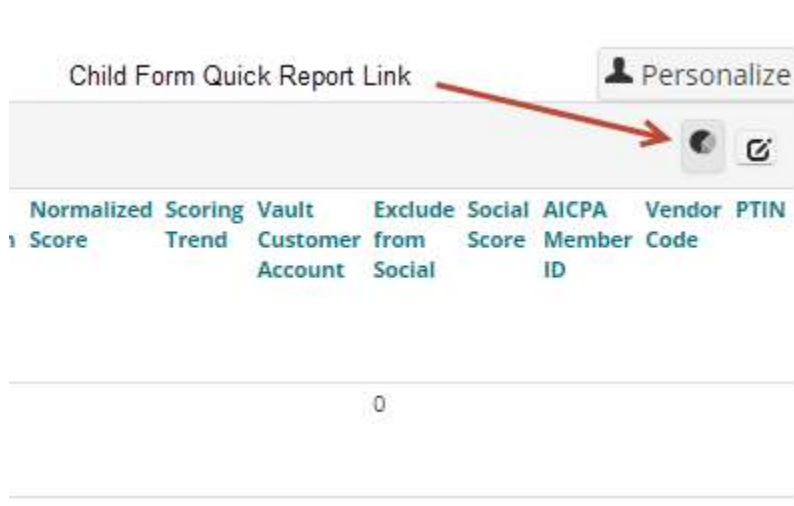 Child Form Quick Report Link
Personalize
Normalized Scoring Vault Exclude Social AICPA Vendor PTIN
Score Trend Customer from Score Member Code
Account Social ID
0